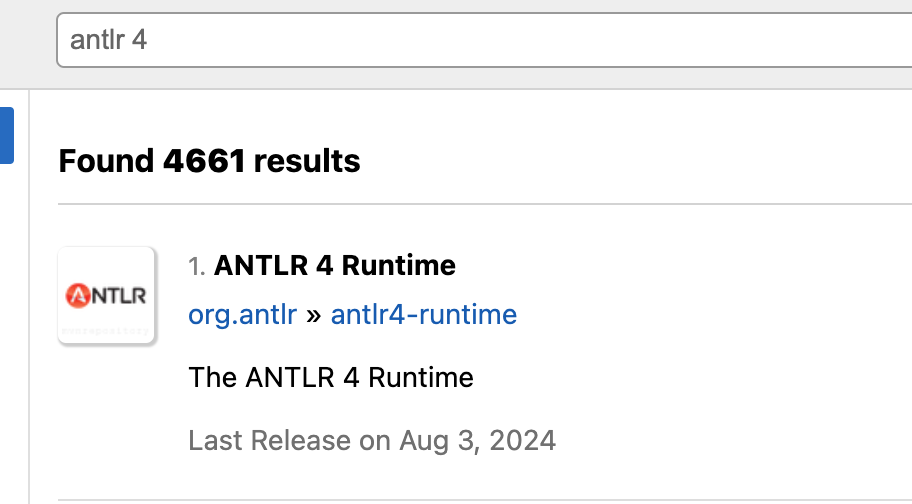 antlr 4
Found 4661 results
ANTLR
mvnrepository
1. ANTLR 4 Runtime
org.antlr » antlr4-runtime
The ANTLR 4 Runtime
Last Release on Aug 3, 2024